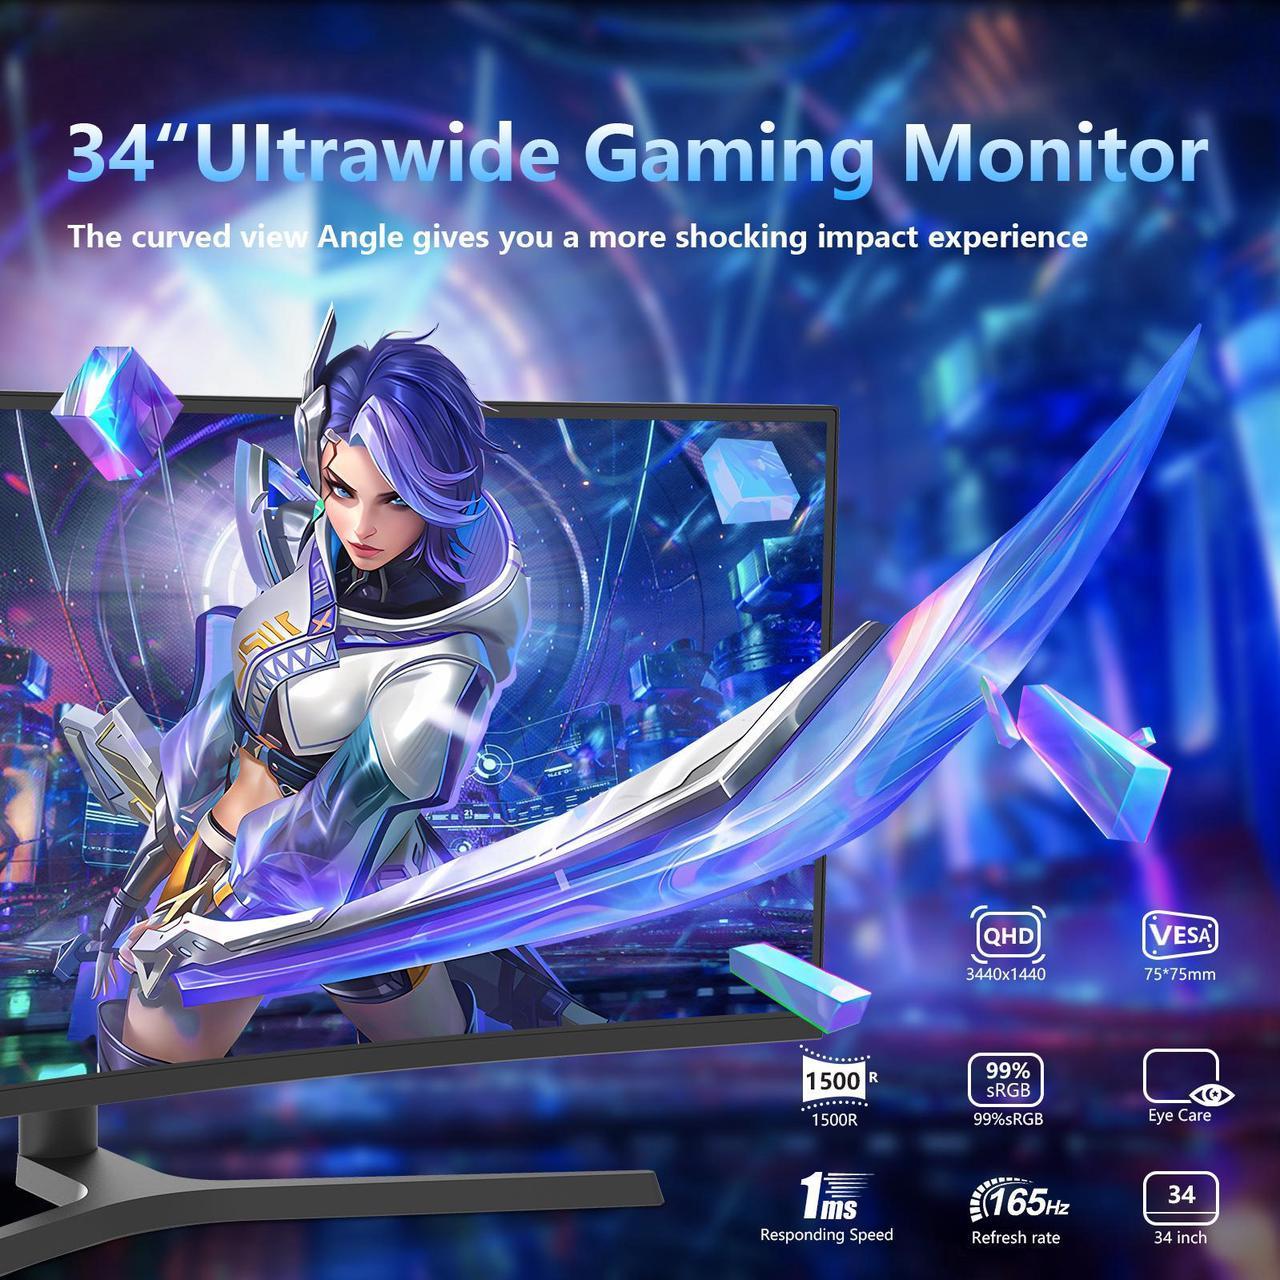 34“Ultrawide Gaming Monitor
The curved view Angle gives you a more shocking impact experience
QHD
3440x1440
VESA
75*75mm
1500 R
1500R
99%
sRGB
99%sRGB
Eye Care
1ms
Responding Speed
165Hz
Refresh rate
34
34 inch